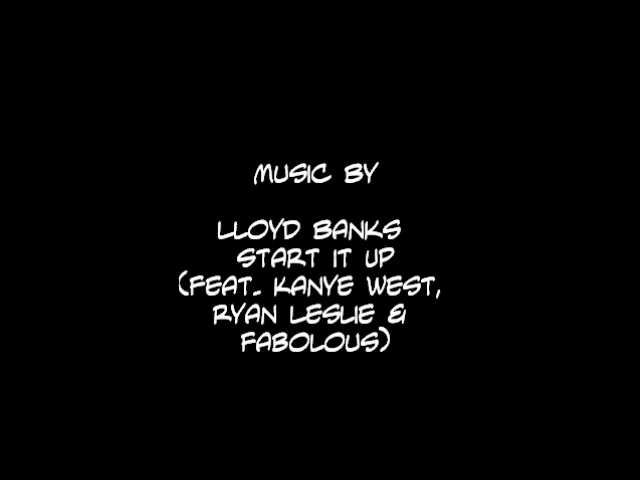 MUSIC BY
LLOYD BANKS
START IT UP
(FEAT. KANYE WEST,
RYAN LESLIE &
FABOLOUS)